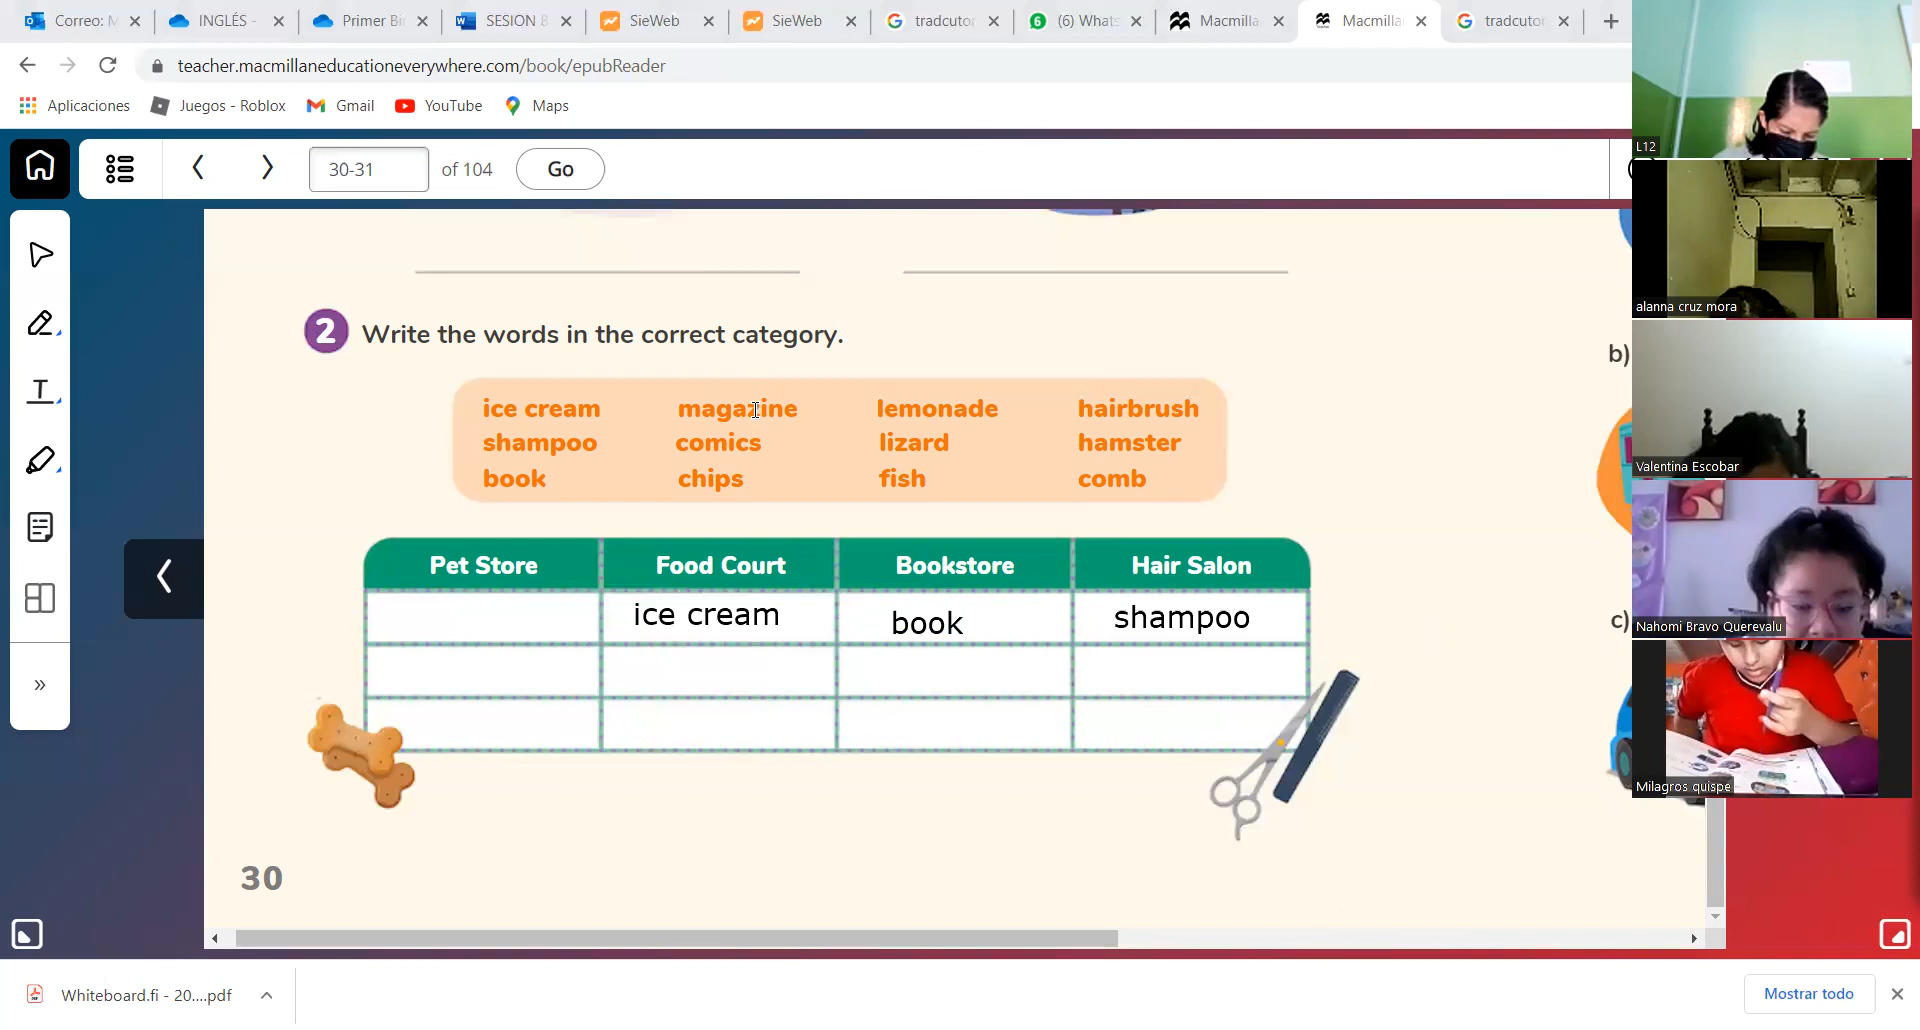 Correo: M
INGLÉS -
Primer Bi
SESION 8
SieWeb
SieWeb
tradcutor
(6) Whats
Macmilla
Macmilla
tradcutor
teacher.macmillaneducationeverywhere.com/book/epubReader
Aplicaciones
Juegos - Roblox
Gmail
YouTube
Maps
30-31
of 104
Go
2 Write the words in the correct category.
ice cream magazine lemonade hairbrush
shampoo comics lizard hamster
book chips fish comb
Pet Store Food Court Bookstore Hair Salon
ice cream book shampoo
30
b)
c)
L12
alanna cruz mora
Valentina Escobar
Nahomi Bravo Querevalu
Milagros quispe
Whiteboard.fi - 20....pdf
Mostrar todo